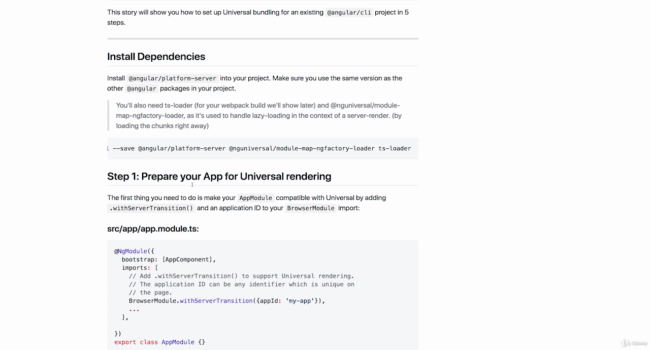 This story will show you how to set up Universal bundling for an existing @angular/cli project in 5
steps.
Install Dependencies
Install @angular/platform-server into your project. Make sure you use the same version as the
other @angular packages in your project.
You'll also need ts-loader (for your webpack build we'll show later) and @nguniversal/module-
map-ngfactory-loader, as it's used to handle lazy-loading in the context of a server-render. (by
loading the chunks right away)
--save @angular/platform-server @nguniversal/module-map-ngfactory-loader ts-loader
Step 1: Prepare your App for Universal rendering
The first thing you need to do is make your AppModule compatible with Universal by adding
.withServerTransition() and an application ID to your BrowserModule import:
src/app/app.module.ts:
@NgModule({
bootstrap: [AppComponent],
imports: [
// Add .withServerTransition() to support Universal rendering.
// The application ID can be any identifier which is unique on
// the page.
BrowserModule.withServerTransition({appId: 'my-app'}),
...
],
})
export class AppModule {}
Udemy